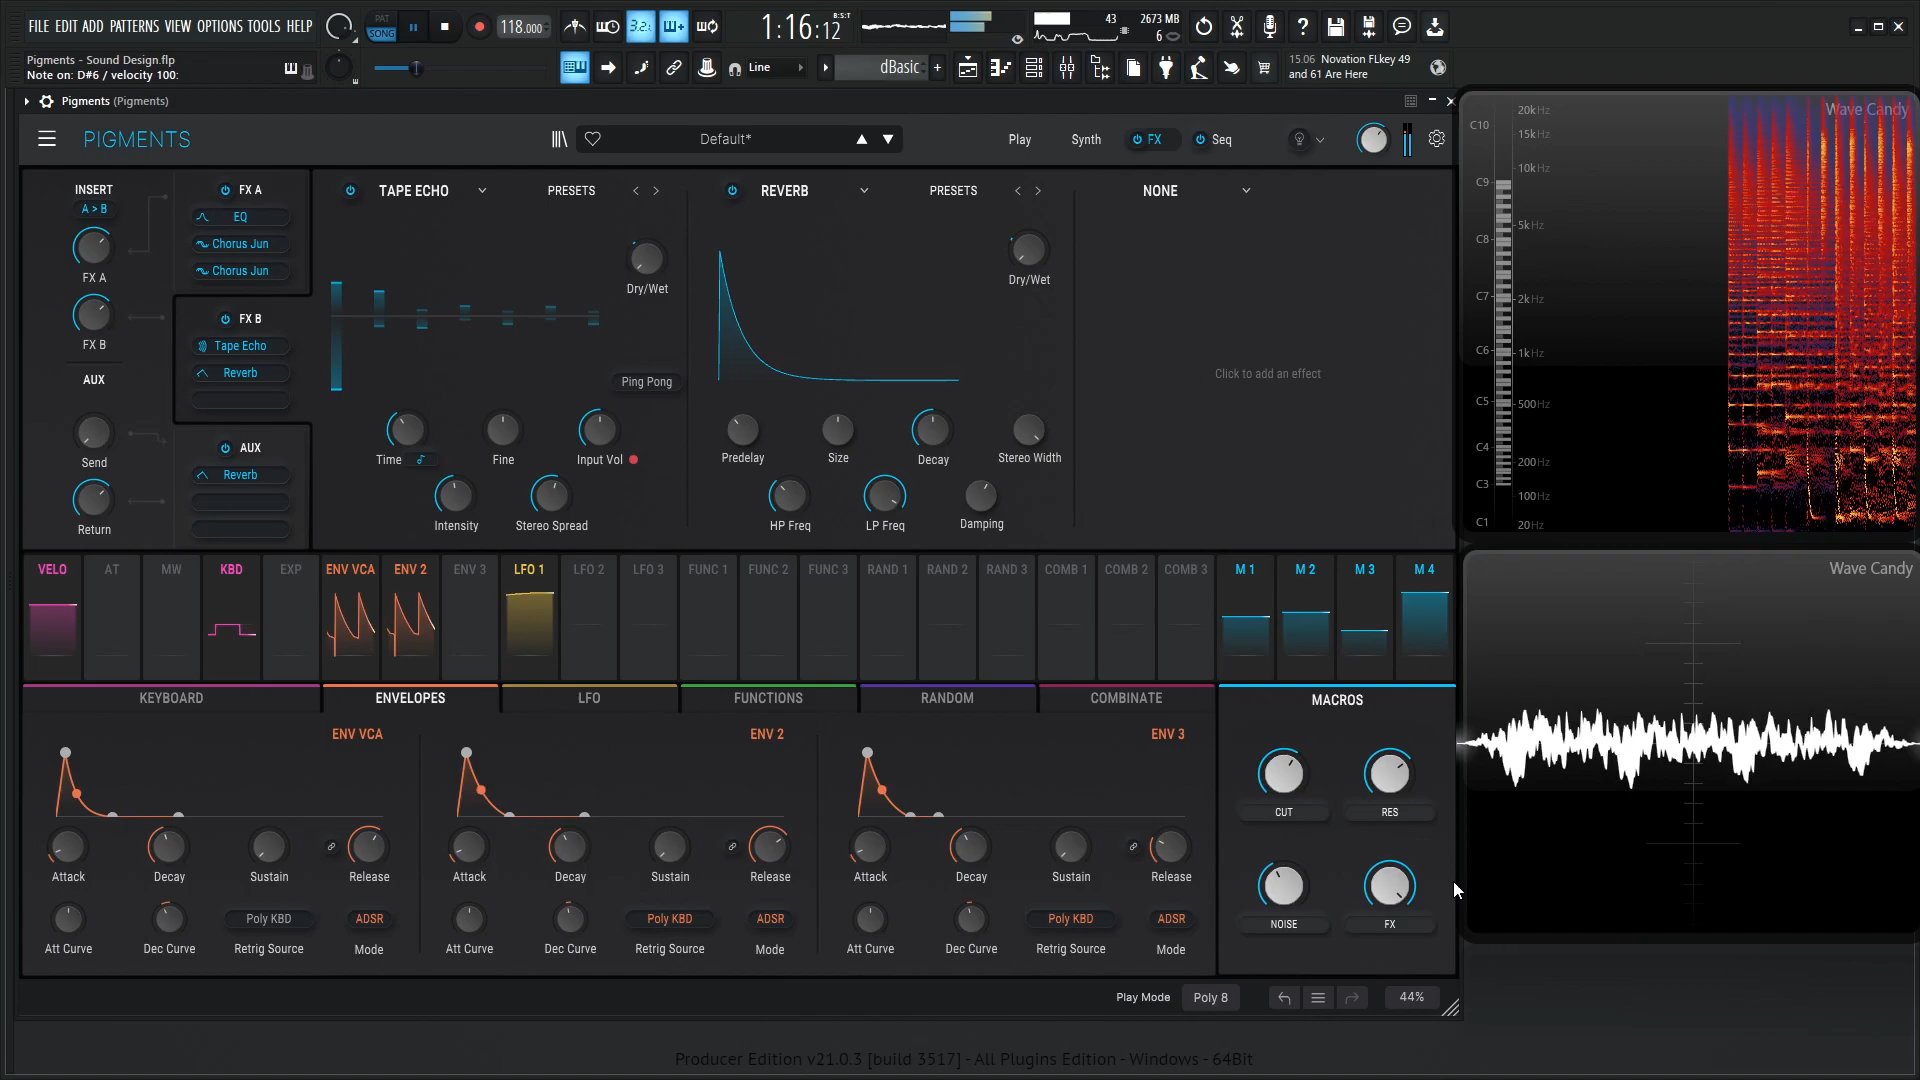 FILE EDIT ADD PATTERNS VIEW OPTIONS TOOLS HELP
PAT
SONG
118.000
3.2.:
1:16:12
B:S:T
43
2673 MB
6
Pigments - Sound Design.flp
Note on: D#6 / velocity 100:
Line
dBasic
15.06 Novation FLkey 49
and 61 Are Here
Pigments (Pigments)
PIGMENTS
Default*
Play
Synth
FX
Seq
INSERT
A > B
FX A
FX B
AUX
Send
Return
FX A
EQ
Chorus Jun
Chorus Jun
FX B
Tape Echo
Reverb
AUX
Reverb
TAPE ECHO
PRESETS
Dry/Wet
Ping Pong
Time
Fine
Input Vol
Intensity
Stereo Spread
REVERB
PRESETS
Dry/Wet
Predelay
Size
Decay
Stereo Width
HP Freq
LP Freq
Damping
NONE
Click to add an effect
VELO
AT
MW
KBD
EXP
ENV VCA
ENV 2
ENV 3
LFO 1
LFO 2
LFO 3
FUNC 1
FUNC 2
FUNC 3
RAND 1
RAND 2
RAND 3
COMB 1
COMB 2
COMB 3
M 1
M 2
M 3
M 4
KEYBOARD
ENVELOPES
LFO
FUNCTIONS
RANDOM
COMBINATE
MACROS
ENV VCA
Attack
Decay
Sustain
Release
Att Curve
Dec Curve
Poly KBD
Retrig Source
ADSR
Mode
ENV 2
Attack
Decay
Sustain
Release
Att Curve
Dec Curve
Poly KBD
Retrig Source
ADSR
Mode
ENV 3
Attack
Decay
Sustain
Release
Att Curve
Dec Curve
Poly KBD
Retrig Source
ADSR
Mode
CUT
RES
NOISE
FX
Play Mode
Poly 8
44%
Wave Candy
C10
C9
C8
C7
C6
C5
C4
C3
C1
20kHz
15kHz
10kHz
5kHz
2kHz
1kHz
500Hz
200Hz
100Hz
20Hz
Wave Candy
Producer Edition v21.0.3 [build 3517] - All Plugins Edition - Windows - 64Bit